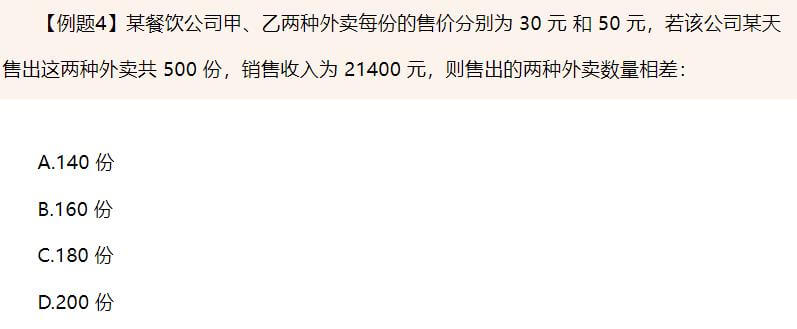 【例题4】某餐饮公司甲、乙两种外卖每份的售价分别为 30 元 和 50 元，若该公司某天
售出这两种外卖共 500 份，销售收入为 21400 元，则售出的两种外卖数量相差：
A.140 份
B.160 份
C.180 份
D.200 份